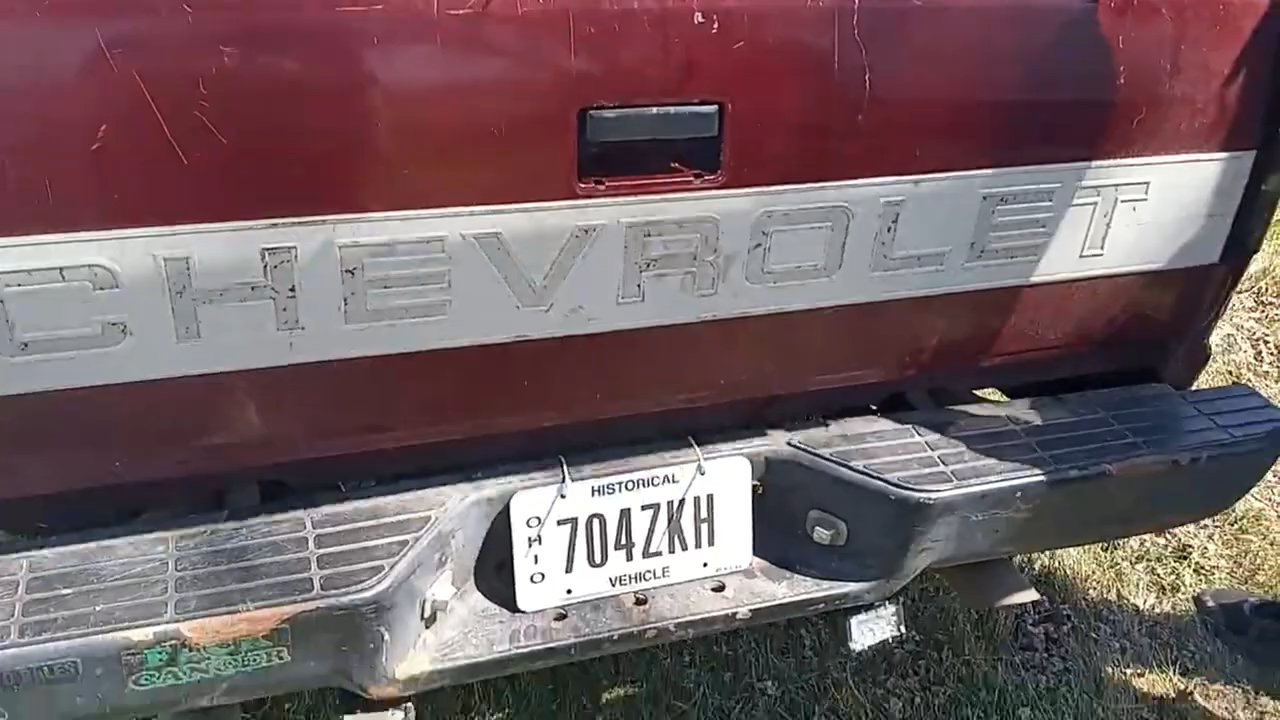 CHEVROLET
HISTORICAL
OHIO
704ZKH
VEHICLE
CANCER